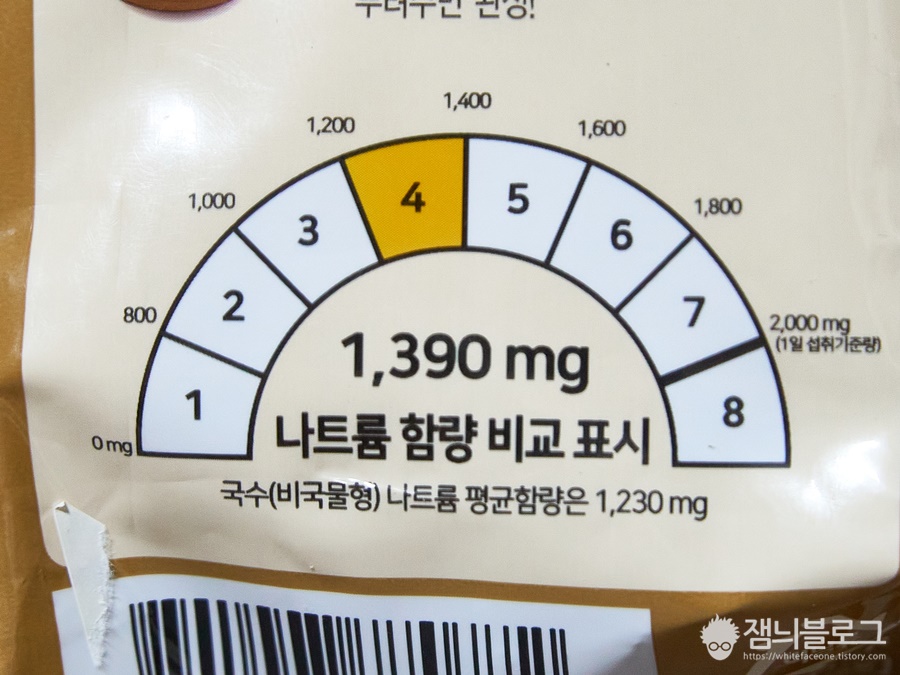 완성!
1,400
1,200
1,600
1,000
1,800
800
2,000 mg
(1일 섭취기준량)
0 mg
1
2
3
4
5
6
7
8
1,390 mg
나트륨 함량 비교 표시
국수(비국물형) 나트륨 평균함량은 1,230 mg
잼늬블로그
https://whitefaceone.tistory.com